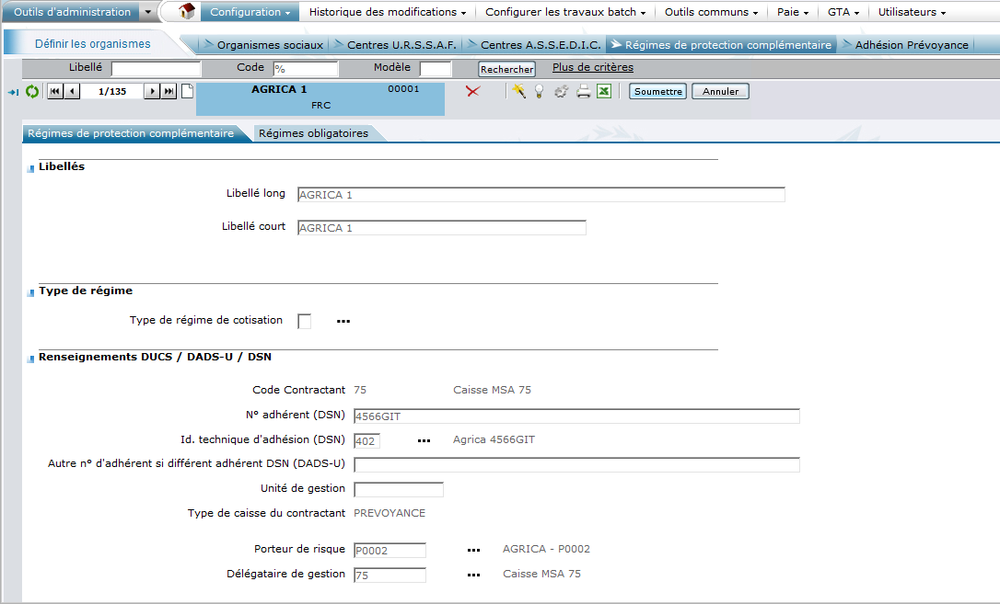 Outils d'administration Configuration Historique des modifications Configurer les travaux batch Outils communs Paie GTA Utilisateurs
Définir les organismes Organismes sociaux Centres U.R.S.S.A.F. Centres A.S.S.E.D.I.C. Régimes de protection complémentaire Adhésion Prévoyance
Libellé Code % Modèle Rechercher Plus de critères
1/135 AGRICA 1 00001 Soumettre Annuler
FRC
Régimes de protection complémentaire Régimes obligatoires
Libellés
Libellé long AGRICA 1
Libellé court AGRICA 1
Type de régime
Type de régime de cotisation ...
Renseignements DUCS / DADS-U / DSN
Code Contractant 75 Caisse MSA 75
N° adhérent (DSN) 4566GIT
Id. technique d'adhésion (DSN) 402 ... Agrica 4566GIT
Autre n° d'adhérent si différent adhérent DSN (DADS-U)
Unité de gestion
Type de caisse du contractant PREVOYANCE
Porteur de risque P0002 ... AGRICA - P0002
Délégataire de gestion 75 ... Caisse MSA 75